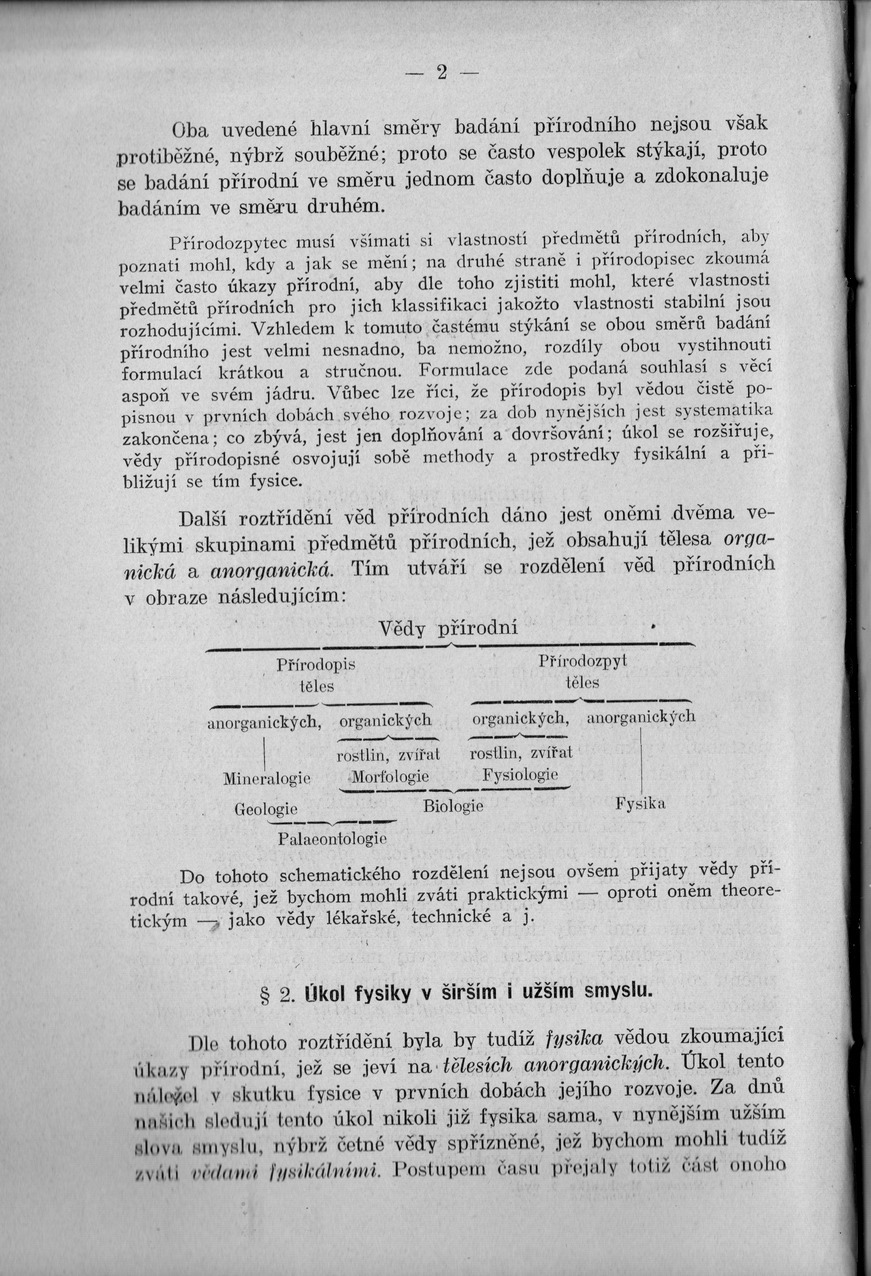 — 2 —
Oba uvedené hlavní směry badání přírodního nejsou však
protiběžné, nýbrž souběžné; proto se často vespolek stýkají, proto
se badání přírodní ve směru jednom často doplňuje a zdokonaluje
badáním ve směru druhém.
Přírodozpytec musí všímati si vlastností předmětů přírodních, aby
poznati mohl, kdy a jak se mění; na druhé straně i přírodopisec zkoumá
velmi často úkazy přírodní, aby dle toho zjistiti mohl, které vlastnosti
předmětů přírodních pro jich klassifikaci jakožto vlastnosti stabilní jsou
rozhodujícími. Vzhledem k tomuto častému stýkání se obou směrů badání
přírodního jest velmi nesnadno, ba nemožno, rozdíly obou vystihnouti
formulací krátkou a stručnou. Formulace zde podaná souhlasí s věcí
aspoň ve svém jádru. Vůbec lze říci, že přírodopis byl vědou čistě po-
pisnou v prvních dobách svého rozvoje; za dob nynějších jest systematika
zakončena; co zbývá, jest jen doplňování a dovršování; úkol se rozšiřuje,
vědy přírodopisné osvojují sobě methody a prostředky fysikální a při-
bližují se tím fysice.
Další roztřídění věd přírodních dáno jest oněmi dvěma ve-
likými skupinami předmětů přírodních, jež obsahují tělesa orga-
nická a anorganická. Tím utváří se rozdělení věd přírodních
v obraze následujícím:
Vědy přírodní
Přírodopis Přírodozpyt
těles těles
anorganických, organických organických, anorganických
rostlin, zvířat rostlin, zvířat
Mineralogie Morfologie Fysiologie
Geologie Biologie Fysika
Palaeontologie
Do tohoto schematického rozdělení nejsou ovšem přijaty vědy pří-
rodní takové, jež bychom mohli zváti praktickými — oproti oněm theore-
tickým — jako vědy lékařské, technické a j.
§ 2. Úkol fysiky v širším i užším smyslu.
Dle tohoto roztřídění byla by tudíž fysika vědou zkoumající
úkazy přírodní, jež se jeví na tělesích anorganických. Úkol tento
náležel v skutku fysice v prvních dobách jejího rozvoje. Za dnů
našich sledují tento úkol nikoli již fysika sama, v nynějším užším
slova smyslu, nýbrž četné vědy spřízněné, jež bychom mohli tudíž
zváti vědami fysikálními. Postupem času přejaly totiž část onoho